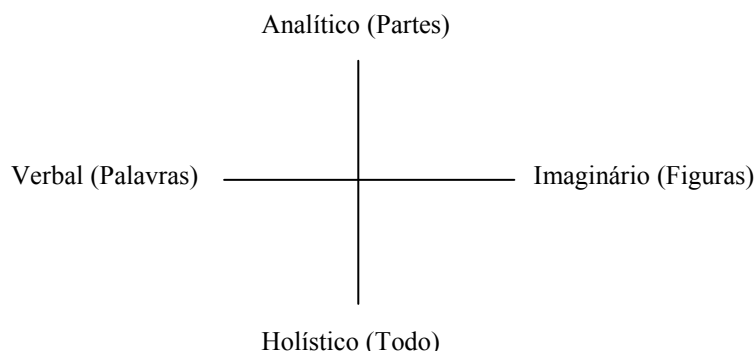 Analítico (Partes)
Verbal (Palavras)
Imaginário (Figuras)
Holístico (Todo)